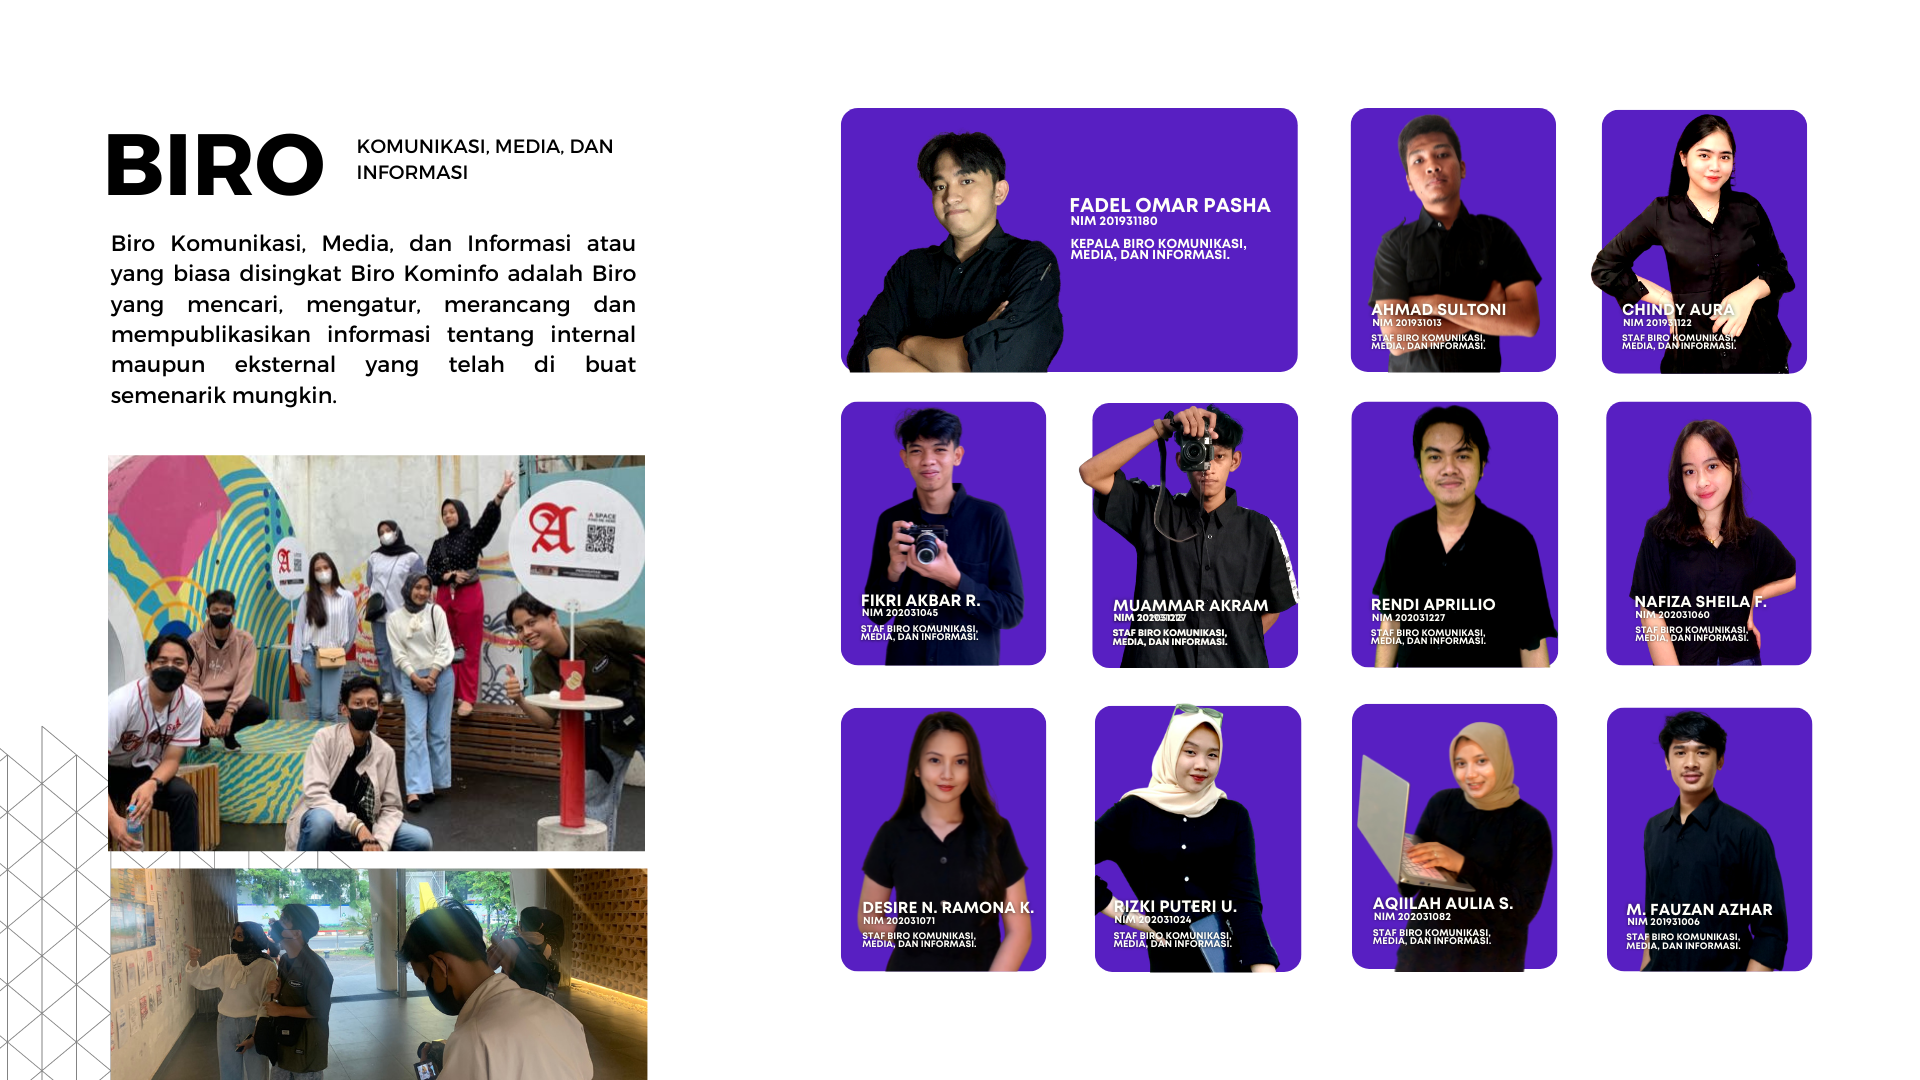 BIRO
KOMUNIKASI, MEDIA, DAN
INFORMASI
Biro Komunikasi, Media, dan Informasi atau
yang biasa disingkat Biro Kominfo adalah Biro
yang mencari, mengatur, merancang dan
mempublikasikan informasi tentang internal
maupun eksternal yang telah di buat
semenarik mungkin.
A
A SPACE
A
FADEL OMAR PASHA
NIM 201931180
KEPALA BIRO KOMUNIKASI,
MEDIA, DAN INFORMASI.
AHMAD SULTONI
NIM 201931013
STAF BIRO KOMUNIKASI,
MEDIA, DAN INFORMASI.
CHINDY AURA
NIM 201931122
STAF BIRO KOMUNIKASI,
MEDIA, DAN INFORMASI.
FIKRI AKBAR R.
NIM 202031045
STAF BIRO KOMUNIKASI,
MEDIA, DAN INFORMASI.
MUAMMAR AKRAM
NIM
STAF BIRO KOMUNIKASI,
MEDIA, DAN INFORMASI.
RENDI APRILLIO
NIM 202031227
STAF BIRO KOMUNIKASI,
MEDIA, DAN INFORMASI.
NAFIZA SHEILA F.
NIM 202031060
STAF BIRO KOMUNIKASI,
MEDIA, DAN INFORMASI.
DESIRE N. RAMONA K.
NIM 202031071
STAF BIRO KOMUNIKASI,
MEDIA, DAN INFORMASI.
RIZKI PUTERI U.
NIM 202031024
STAF BIRO KOMUNIKASI,
MEDIA, DAN INFORMASI.
AQIILAH AULIA S.
NIM 202031082
STAF BIRO KOMUNIKASI,
MEDIA, DAN INFORMASI.
M. FAUZAN AZHAR
NIM 201931006
STAF BIRO KOMUNIKASI,
MEDIA, DAN INFORMASI.